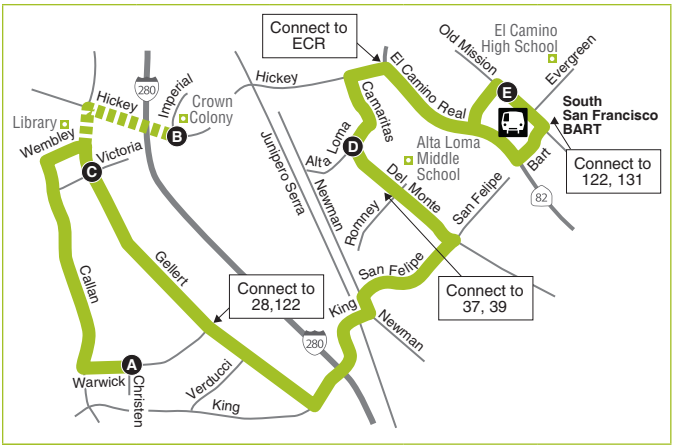 Connect to
ECR
El Camino
High School
Old Mission
Evergreen
E
South
San Francisco
BART
Connect to
122, 131
Bart
82
El Camino Real
Hickey
280
Imperial
Hickey
Crown
Colony
B
Library
Wembley
Victoria
C
Camaritas
Alta Loma
D
Alta Loma
Middle
School
Junipero Serra
Newman
Del Monte
Romney
San Felipe
San Felipe
Connect to
37, 39
Callan
Gellert
Connect to
28,122
King
Newman
280
A
Warwick
Christen
Verducci
King